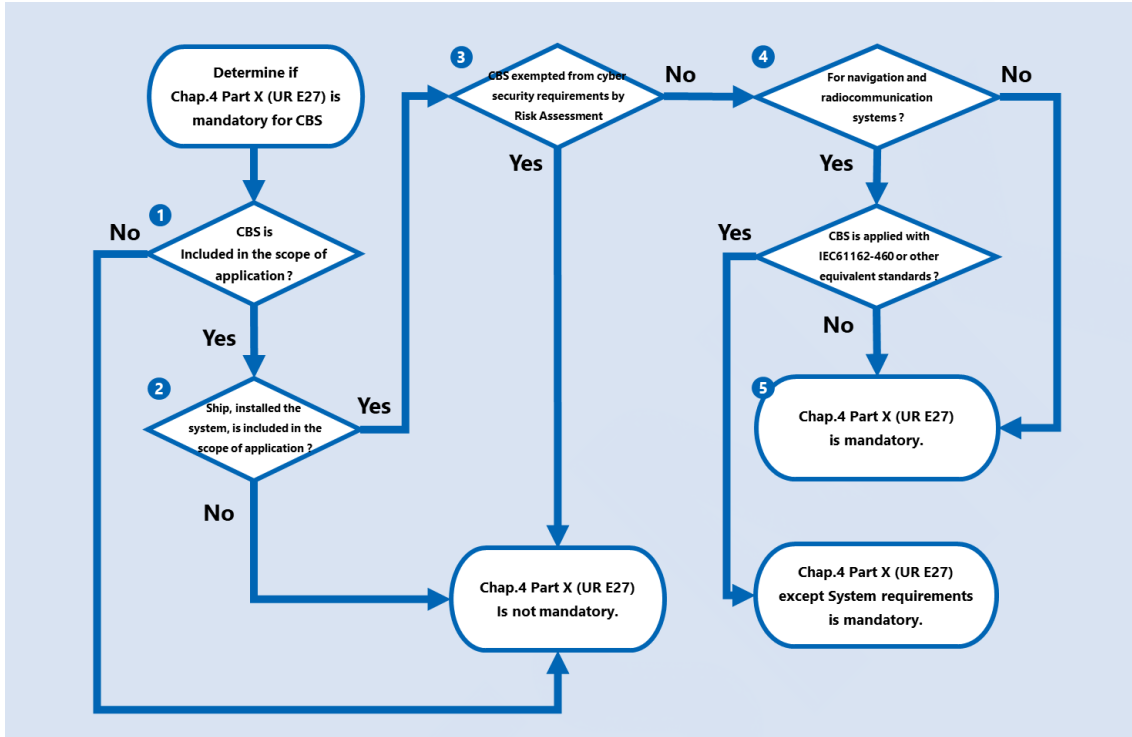 Determine if
Chap.4 Part X (UR E27) is
mandatory for CBS
1
No
CBS is
Included in the scope of
application ?
Yes
2
Ship, installed the
system, is included in the
scope of application ?
Yes
No
3
CBS exempted from cyber
security requirements by
Risk Assessment
No
Yes
4
For navigation and
radiocommunication
systems ?
No
Yes
Yes
CBS is applied with
IEC61162-460 or other
equivalent standards ?
No
5
Chap.4 Part X (UR E27)
is mandatory.
Chap.4 Part X (UR E27)
Is not mandatory.
Chap.4 Part X (UR E27)
except System requirements
is mandatory.